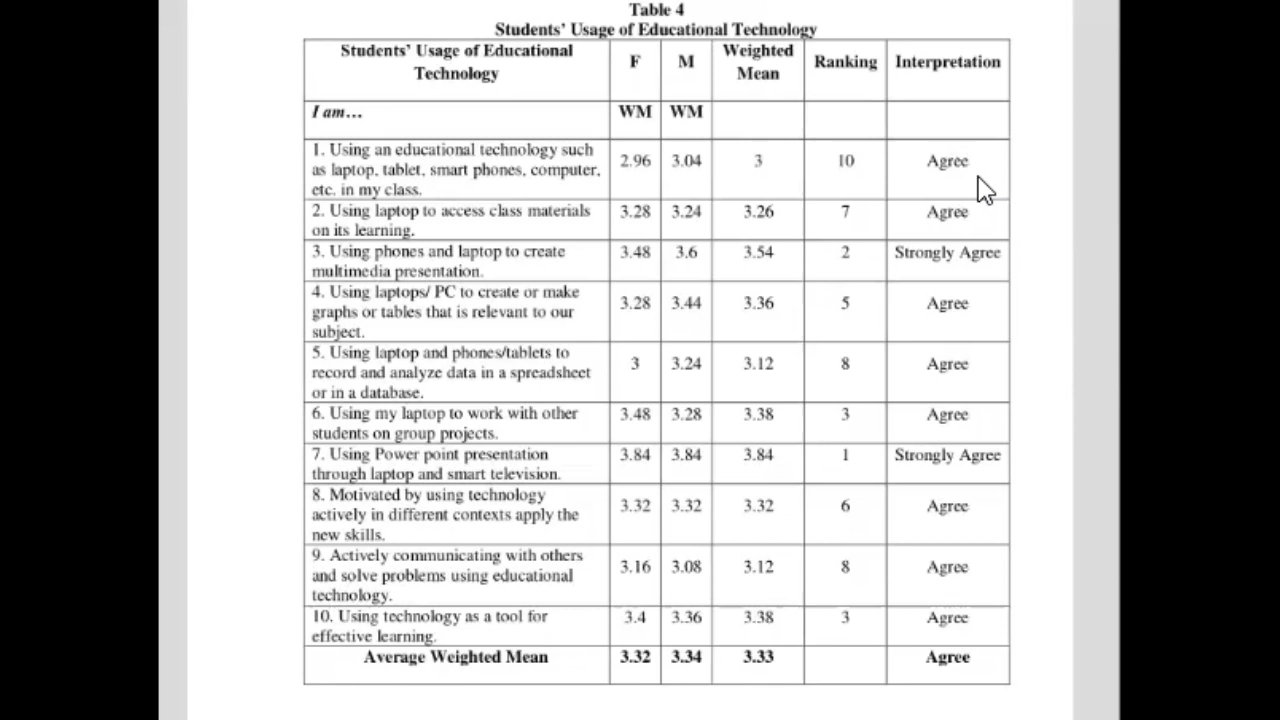 Table 4
Students' Usage of Educational Technology
Students' Usage of Educational Technology F M Weighted Mean Ranking Interpretation
I am… WM WM
1. Using an educational technology such
as laptop, tablet, smart phones, computer,
etc. in my class.
2.96 3.04 3 10 Agree
2. Using laptop to access class materials
on its learning.
3.28 3.24 3.26 7 Agree
3. Using phones and laptop to create
multimedia presentation.
3.48 3.6 3.54 2 Strongly Agree
4. Using laptops/ PC to create or make
graphs or tables that is relevant to our
subject.
3.28 3.44 3.36 5 Agree
5. Using laptop and phones/tablets to
record and analyze data in a spreadsheet
or in a database.
3 3.24 3.12 8 Agree
6. Using my laptop to work with other
students on group projects.
3.48 3.28 3.38 3 Agree
7. Using Power point presentation
through laptop and smart television.
3.84 3.84 3.84 1 Strongly Agree
8. Motivated by using technology
actively in different contexts apply the
new skills.
3.32 3.32 3.32 6 Agree
9. Actively communicating with others
and solve problems using educational
technology.
3.16 3.08 3.12 8 Agree
10. Using technology as a tool for
effective learning.
3.4 3.36 3.38 3 Agree
Average Weighted Mean 3.32 3.34 3.33 Agree